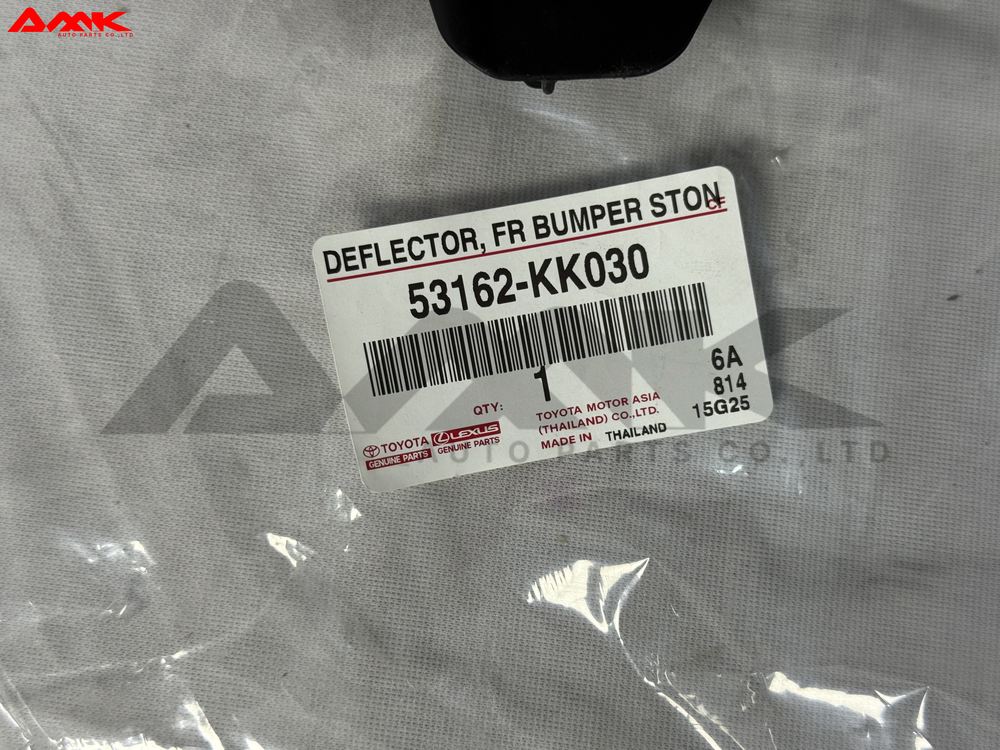 AMK
AUTO PARTS CO.,LTD
DEFLECTOR, FR BUMPER STON
CF
53162-KK030
1
6A
814
15G25
QTY:
TOYOTA MOTOR ASIA
(THAILAND) CO.,LTD.
MADE IN THAILAND
TOYOTA
GENUINE PARTS
LEXUS
GENUINE PARTS
AMK
AUTO PARTS CO., LTD